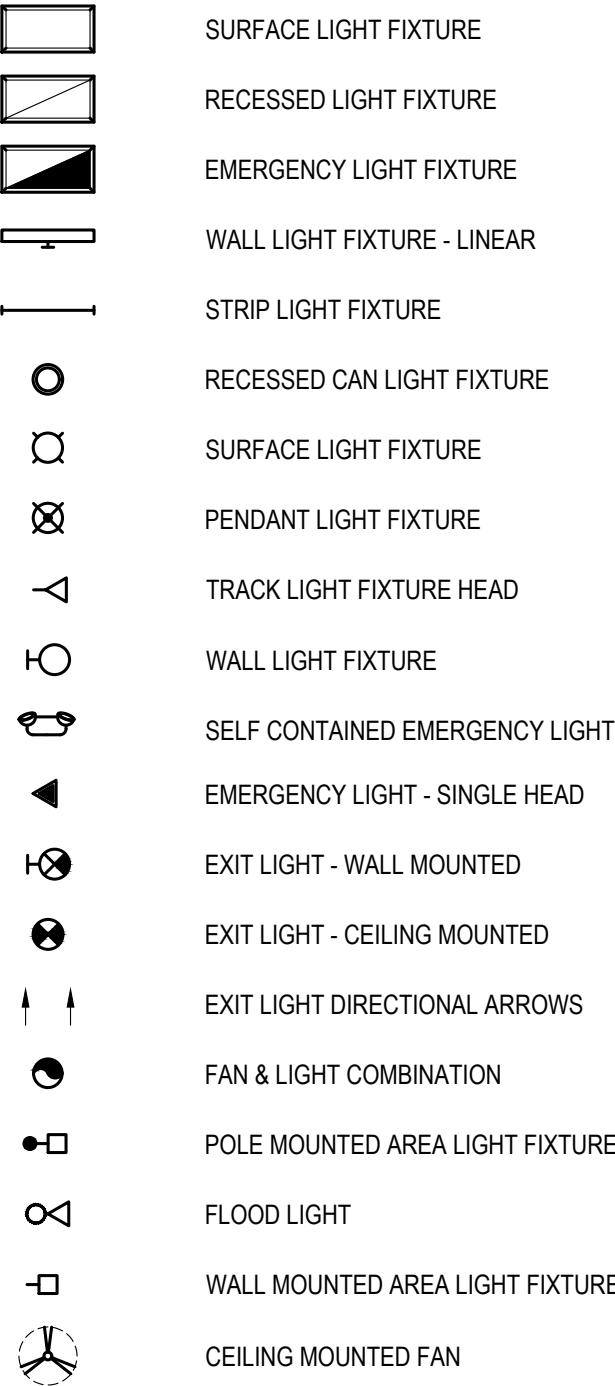 SURFACE LIGHT FIXTURE
RECESSED LIGHT FIXTURE
EMERGENCY LIGHT FIXTURE
WALL LIGHT FIXTURE - LINEAR
STRIP LIGHT FIXTURE
RECESSED CAN LIGHT FIXTURE
SURFACE LIGHT FIXTURE
PENDANT LIGHT FIXTURE
TRACK LIGHT FIXTURE HEAD
WALL LIGHT FIXTURE
SELF CONTAINED EMERGENCY LIGHT
EMERGENCY LIGHT - SINGLE HEAD
EXIT LIGHT - WALL MOUNTED
EXIT LIGHT - CEILING MOUNTED
EXIT LIGHT DIRECTIONAL ARROWS
FAN & LIGHT COMBINATION
POLE MOUNTED AREA LIGHT FIXTURE
FLOOD LIGHT
WALL MOUNTED AREA LIGHT FIXTURE
CEILING MOUNTED FAN